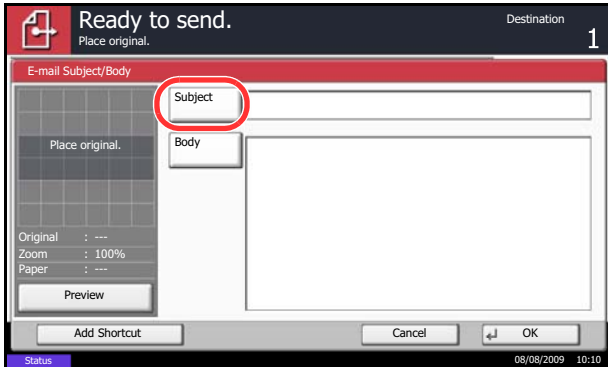 Ready to send.
Destination
Place original.
1
E-mail Subject/Body
Subject
Place original.
Body
Original : ---
Zoom : 100%
Paper : ---
Preview
Add Shortcut
Cancel
OK
Status
08/08/2009 10:10